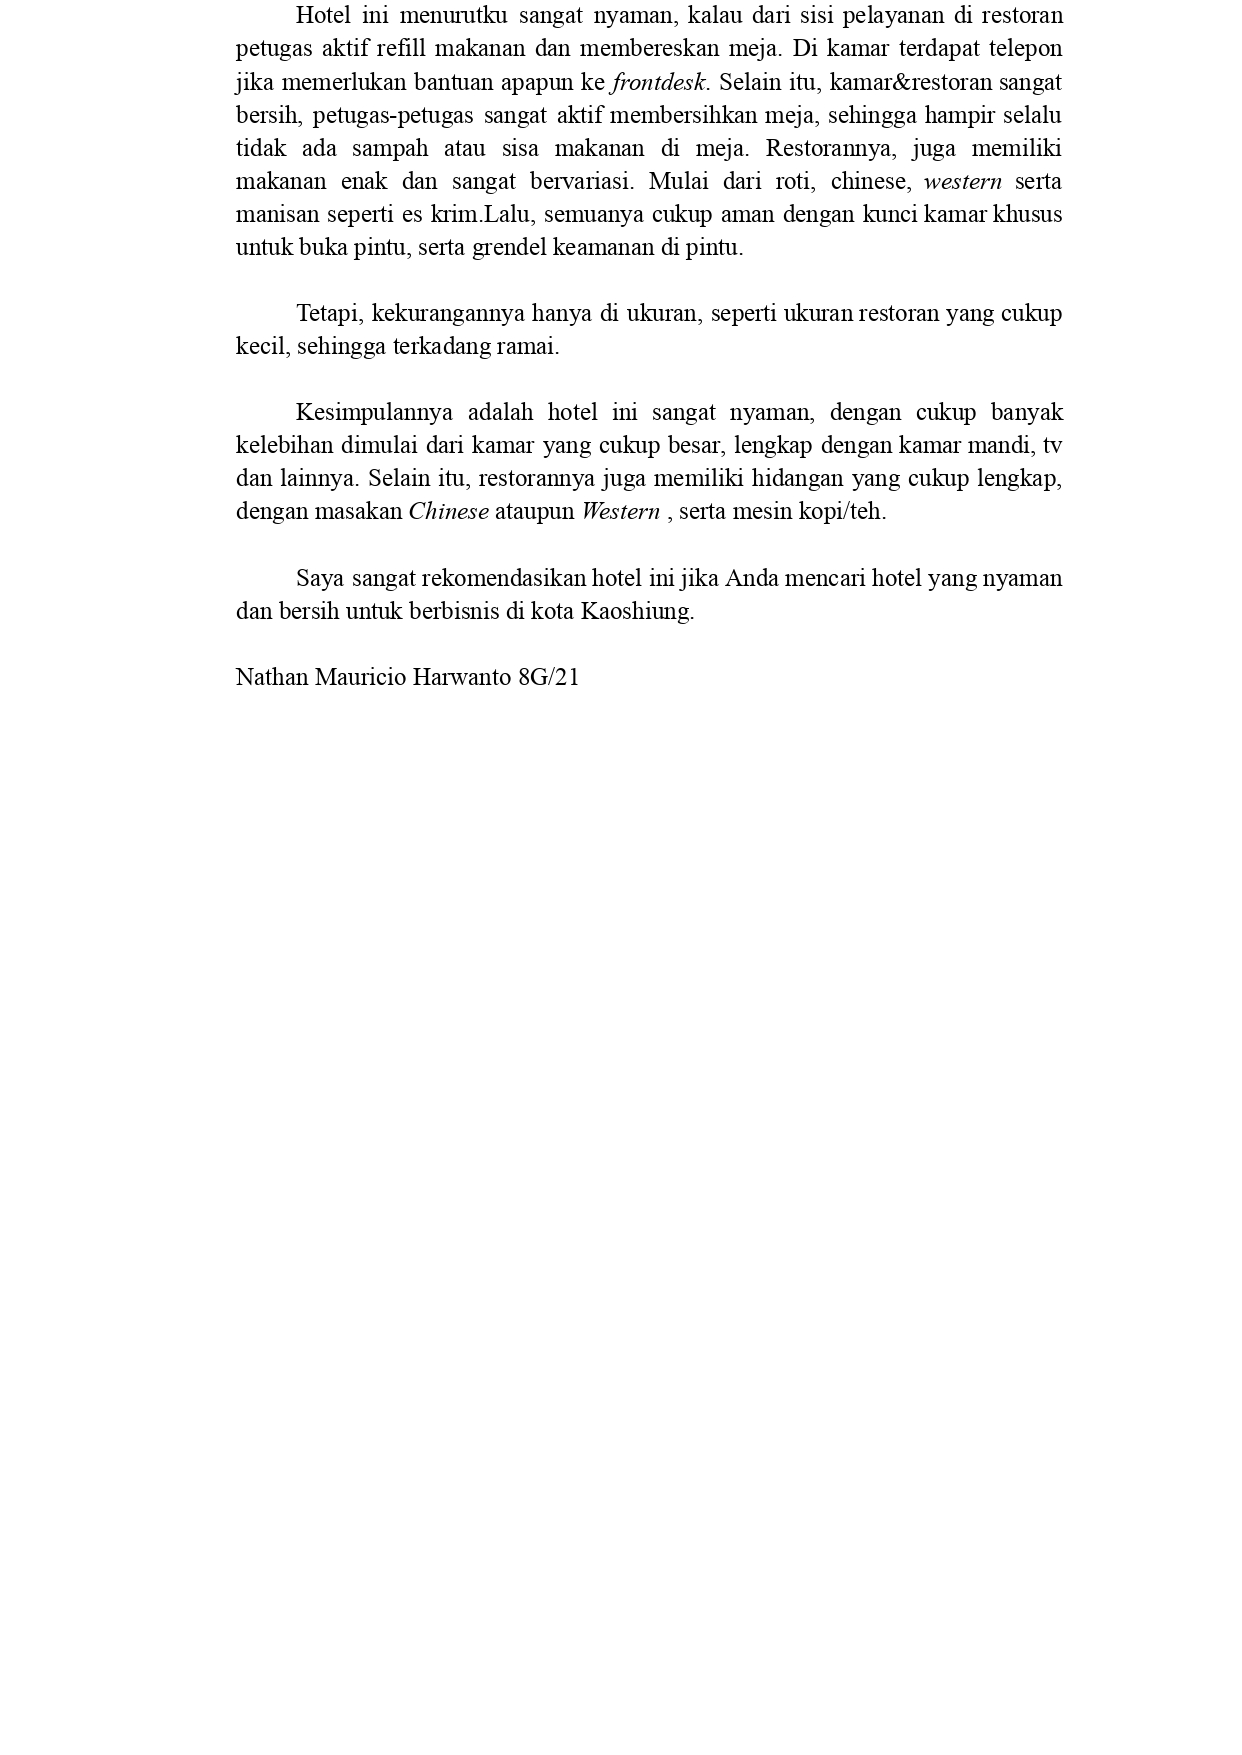 Hotel ini menurutku sangat nyaman, kalau dari sisi pelayanan di restoran
petugas aktif refill makanan dan membereskan meja. Di kamar terdapat telepon
jika memerlukan bantuan apapun ke frontdesk. Selain itu, kamar&restoran sangat
bersih, petugas-petugas sangat aktif membersihkan meja, sehingga hampir selalu
tidak ada sampah atau sisa makanan di meja. Restorannya, juga memiliki
makanan enak dan sangat bervariasi. Mulai dari roti, chinese, western serta
manisan seperti es krim.Lalu, semuanya cukup aman dengan kunci kamar khusus
untuk buka pintu, serta grendel keamanan di pintu.
Tetapi, kekurangannya hanya di ukuran, seperti ukuran restoran yang cukup
kecil, sehingga terkadang ramai.
Kesimpulannya adalah hotel ini sangat nyaman, dengan cukup banyak
kelebihan dimulai dari kamar yang cukup besar, lengkap dengan kamar mandi, tv
dan lainnya. Selain itu, restorannya juga memiliki hidangan yang cukup lengkap,
dengan masakan Chinese ataupun Western , serta mesin kopi/teh.
Saya sangat rekomendasikan hotel ini jika Anda mencari hotel yang nyaman
dan bersih untuk berbisnis di kota Kaoshiung.
Nathan Mauricio Harwanto 8G/21